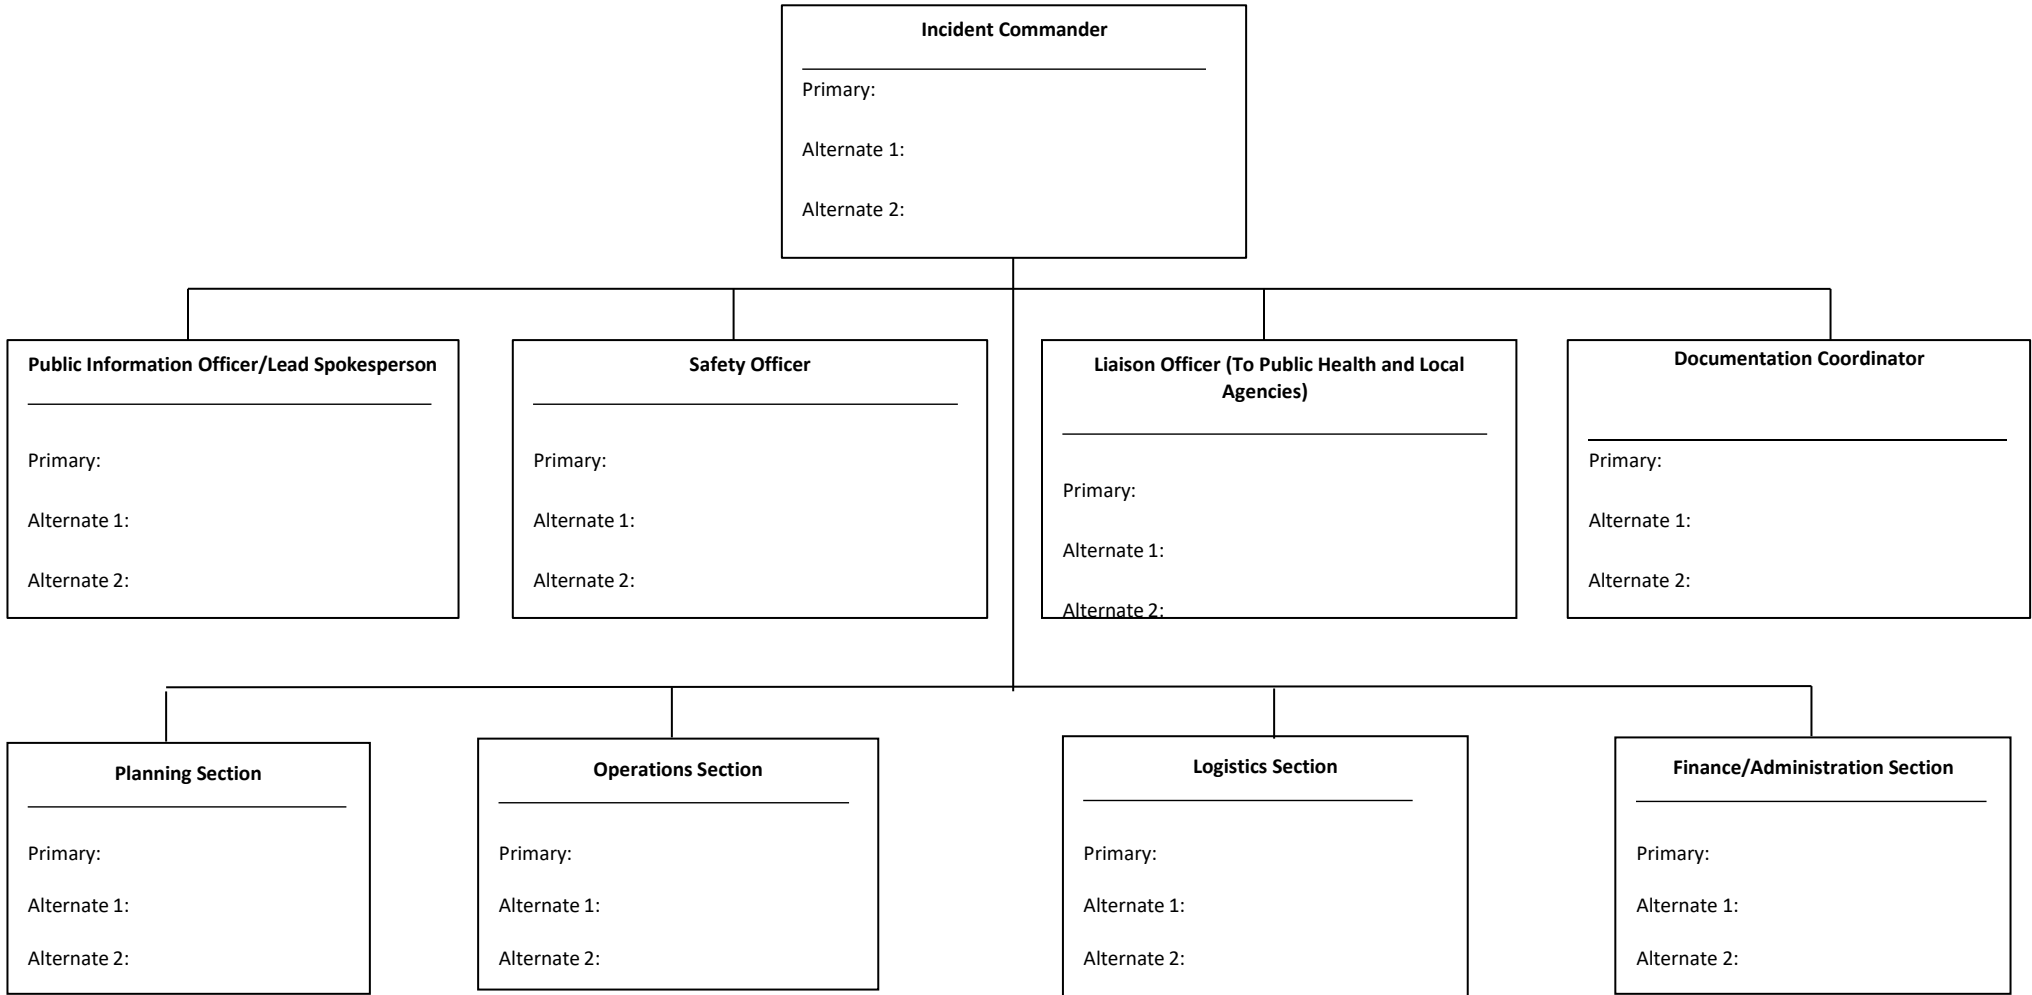 Incident Commander
Primary:
Alternate 1:
Alternate 2:
Public Information Officer/Lead Spokesperson
Primary:
Alternate 1:
Alternate 2:
Safety Officer
Primary:
Alternate 1:
Alternate 2:
Liaison Officer (To Public Health and Local
Agencies)
Primary:
Alternate 1:
Alternate 2:
Documentation Coordinator
Primary:
Alternate 1:
Alternate 2:
Planning Section
Primary:
Alternate 1:
Alternate 2:
Operations Section
Primary:
Alternate 1:
Alternate 2:
Logistics Section
Primary:
Alternate 1:
Alternate 2:
Finance/Administration Section
Primary:
Alternate 1:
Alternate 2: